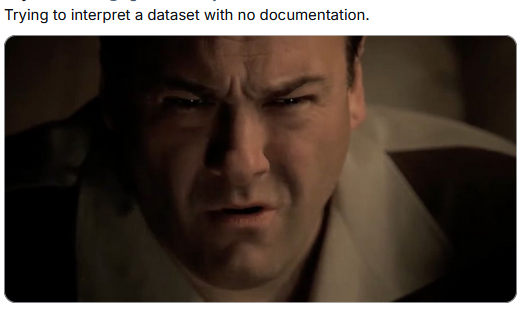 Trying to interpret a dataset with no documentation.